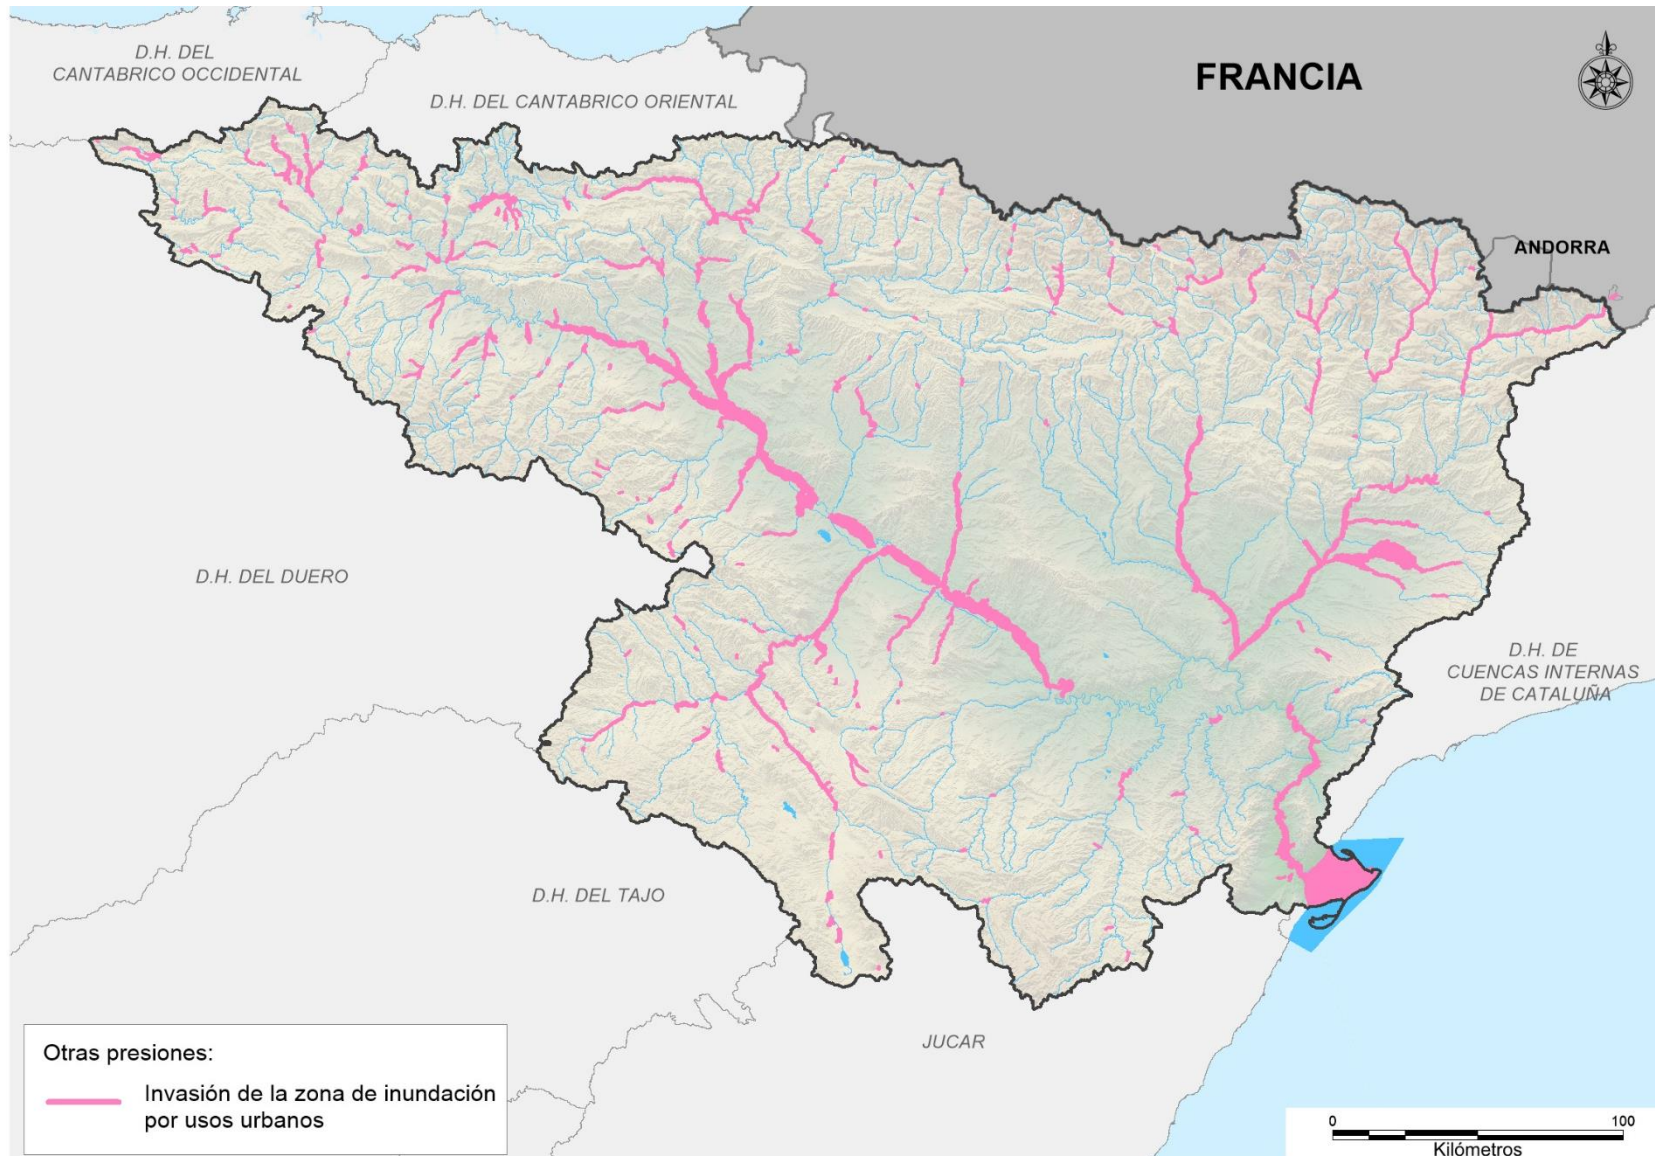 D.H. DEL
CANTABRICO OCCIDENTAL
D.H. DEL CANTABRICO ORIENTAL
FRANCIA
ANDORRA
D.H. DEL DUERO
D.H. DE
CUENCAS INTERNAS
DE CATALUÑA
D.H. DEL TAJO
JUCAR
Otras presiones:
Invasión de la zona de inundación
por usos urbanos
0 100
Kilómetros